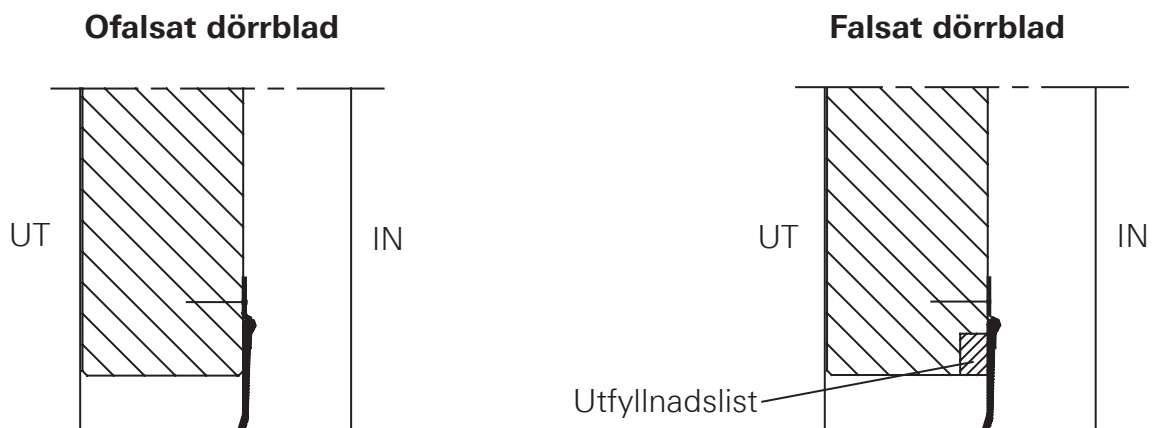 Ofalsat dörrblad
UT
IN
Falsat dörrblad
UT
IN
Utfyllnadslist